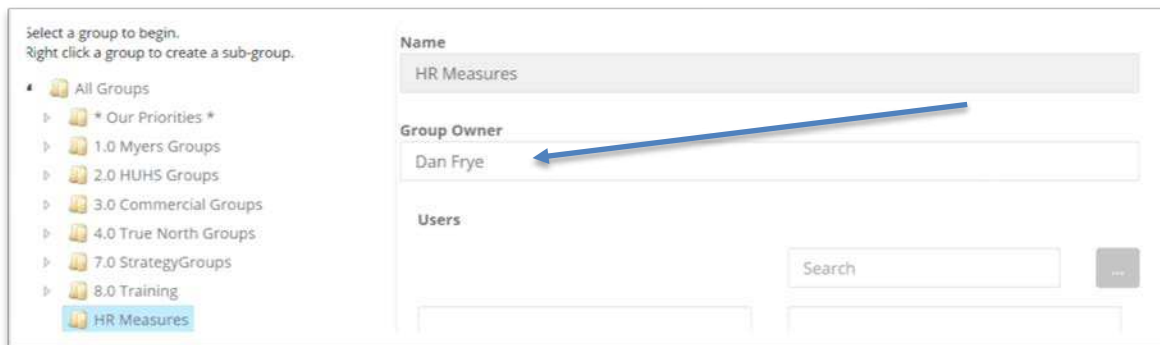 Select a group to begin.
Right click a group to create a sub-group.
All Groups
* Our Priorities *
1.0 Myers Groups
2.0 HUHS Groups
3.0 Commercial Groups
4.0 True North Groups
7.0 StrategyGroups
8.0 Training
HR Measures
Name
HR Measures
Group Owner
Dan Frye
Users
Search
...